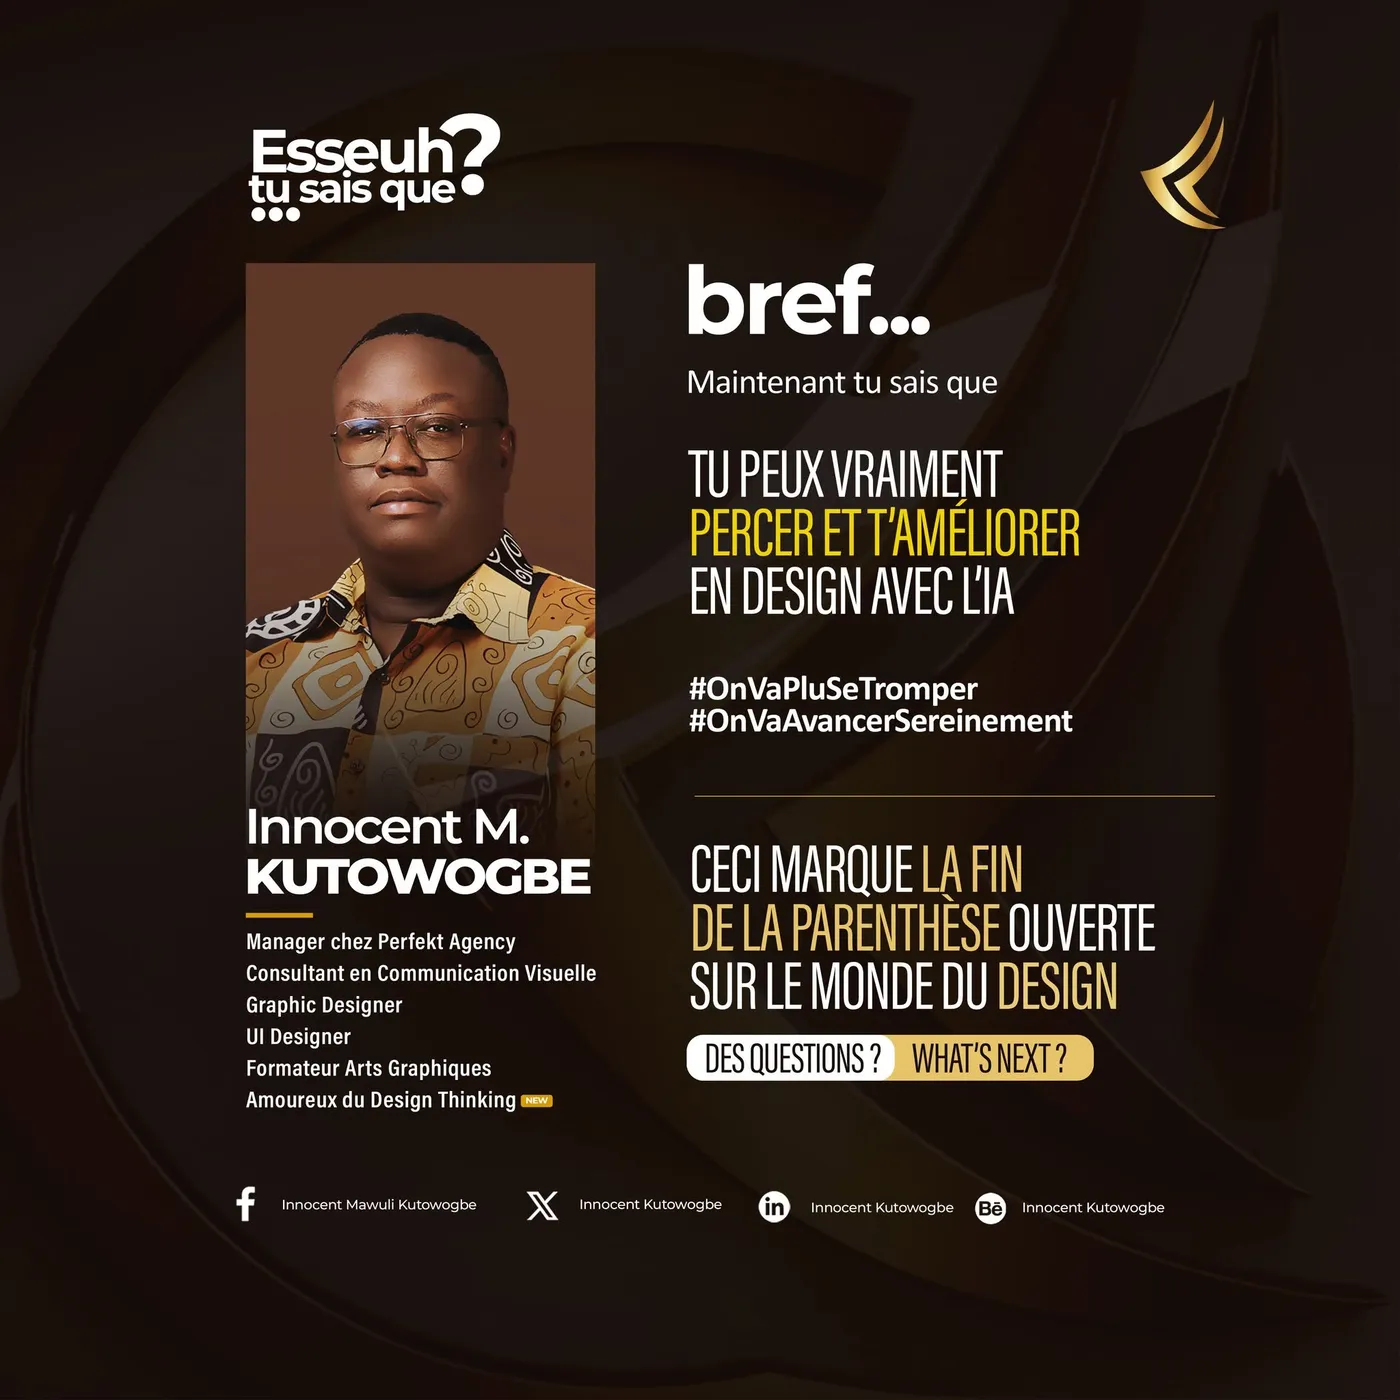 Esseuh?
tu sais que
...
bref...
Maintenant tu sais que
TU PEUX VRAIMENT
PERCER ET T'AMÉLIORER
EN DESIGN AVEC L'IA
#OnVaPluSeTromper
#OnVaAvancerSereinement
Innocent M.
KUTOWOGBE
Manager chez Perfekt Agency
Consultant en Communication Visuelle
Graphic Designer
UI Designer
Formateur Arts Graphiques
Amoureux du Design Thinking NEW
CECI MARQUE LA FIN
DE LA PARENTHÈSE OUVERTE
SUR LE MONDE DU DESIGN
DES QUESTIONS ? WHAT'S NEXT ?
f Innocent Mawuli Kutowogbe X Innocent Kutowogbe in Innocent Kutowogbe Bē Innocent Kutowogbe